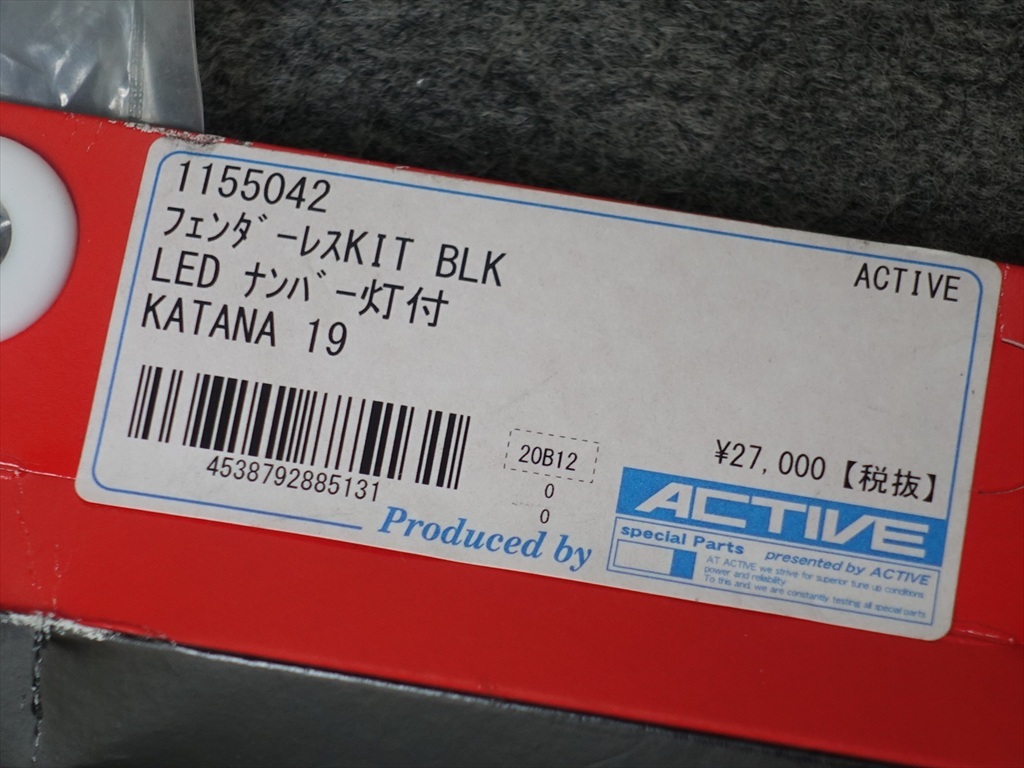 1155042
ﾌｪﾝﾀﾞｰﾚｽKIT BLK
LED ﾅﾝﾊﾞｰ灯付
KATANA 19
ACTIVE
4538792885131
20B12
0
0
¥27,000【税抜】
Produced by
ACTIVE
special Parts presented by ACTIVE
AT ACTIVE we strive for superior tune up conditions
power and reliability
To this end, we are constantly testing all special parts